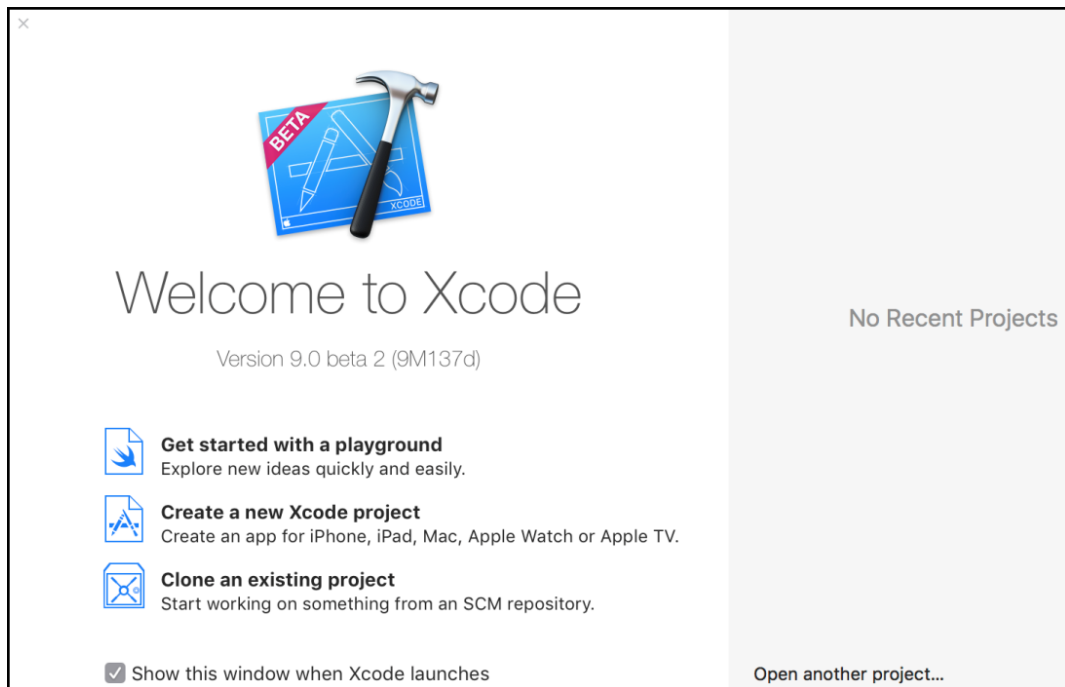 BETA
XCODE
Welcome to Xcode
No Recent Projects
Version 9.0 beta 2 (9M137d)
Get started with a playground
Explore new ideas quickly and easily.
Create a new Xcode project
Create an app for iPhone, iPad, Mac, Apple Watch or Apple TV.
Clone an existing project
Start working on something from an SCM repository.
Show this window when Xcode launches
Open another project...